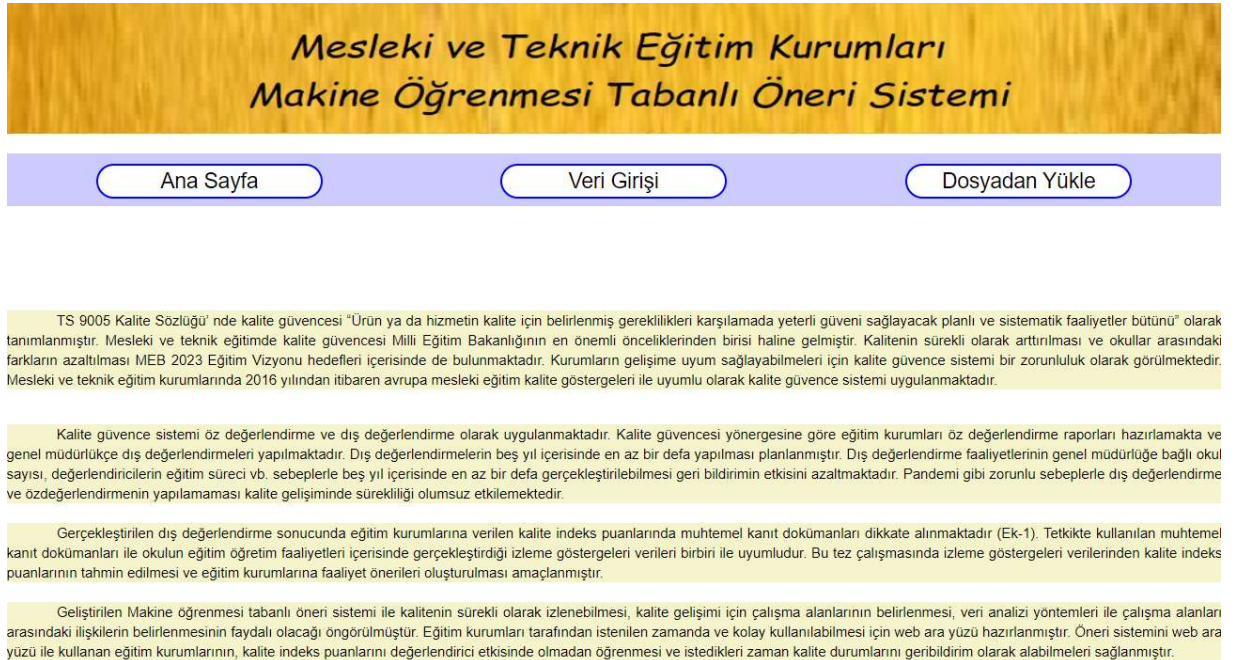 Mesleki ve Teknik Eğitim Kurumları
Makine Öğrenmesi Tabanlı Öneri Sistemi
Ana Sayfa
Veri Girişi
Dosyadan Yükle
TS 9005 Kalite Sözlüğü' nde kalite güvencesi “Ürün ya da hizmetin kalite için belirlenmiş gereklilikleri karşılamada yeterli güveni sağlayacak planlı ve sistematik faaliyetler bütünü” olarak
tanımlanmıştır. Mesleki ve teknik eğitimde kalite güvencesi Milli Eğitim Bakanlığının en önemli önceliklerinden birisi haline gelmiştir. Kalitenin sürekli olarak arttırılması ve okullar arasındaki
farkların azaltılması MEB 2023 Eğitim Vizyonu hedefleri içerisinde de bulunmaktadır. Kurumların gelişime uyum sağlayabilmeleri için kalite güvence sistemi bir zorunluluk olarak görülmektedir.
Mesleki ve teknik eğitim kurumlarında 2016 yılından itibaren avrupa mesleki eğitim kalite göstergeleri ile uyumlu olarak kalite güvence sistemi uygulanmaktadır.
Kalite güvence sistemi öz değerlendirme ve dış değerlendirme olarak uygulanmaktadır. Kalite güvencesi yönergesine göre eğitim kurumları öz değerlendirme raporları hazırlamakta ve
genel müdürlükçe dış değerlendirmeleri yapılmaktadır. Dış değerlendirmelerin beş yıl içerisinde en az bir defa yapılması planlanmıştır. Dış değerlendirme faaliyetlerinin genel müdürlüğe bağlı okul
sayısı, değerlendiricilerin eğitim süreci vb. sebeplerle beş yıl içerisinde en az bir defa gerçekleştirilebilmesi geri bildirimin etkisini azaltmaktadır. Pandemi gibi zorunlu sebeplerle dış değerlendirme
ve özdeğerlendirmenin yapılamaması kalite gelişiminde sürekliliği olumsuz etkilemektedir.
Gerçekleştirilen dış değerlendirme sonucunda eğitim kurumlarına verilen kalite indeks puanlarında muhtemel kanıt dokümanları dikkate alınmaktadır (Ek-1). Tetkikte kullanılan muhtemel
kanıt dokümanları ile okulun eğitim öğretim faaliyetleri içerisinde gerçekleştirdiği izleme göstergeleri verileri birbiri ile uyumludur. Bu tez çalışmasında izleme göstergeleri verilerinden kalite indeks
puanlarının tahmin edilmesi ve eğitim kurumlarına faaliyet önerileri oluşturulması amaçlanmıştır.
Geliştirilen Makine öğrenmesi tabanlı öneri sistemi ile kalitenin sürekli olarak izlenebilmesi, kalite gelişimi için çalışma alanlarının belirlenmesi, veri analizi yöntemleri ile çalışma alanları
arasındaki ilişkilerin belirlenmesinin faydalı olacağı öngörülmüştür. Eğitim kurumları tarafından istenilen zamanda ve kolay kullanılabilmesi için web ara yüzü hazırlanmıştır. Öneri sistemini web ara
yüzü ile kullanan eğitim kurumlarının, kalite indeks puanlarını değerlendirici etkisinde olmadan öğrenmesi ve istedikleri zaman kalite durumlarını geribildirim olarak alabilmeleri sağlanmıştır.